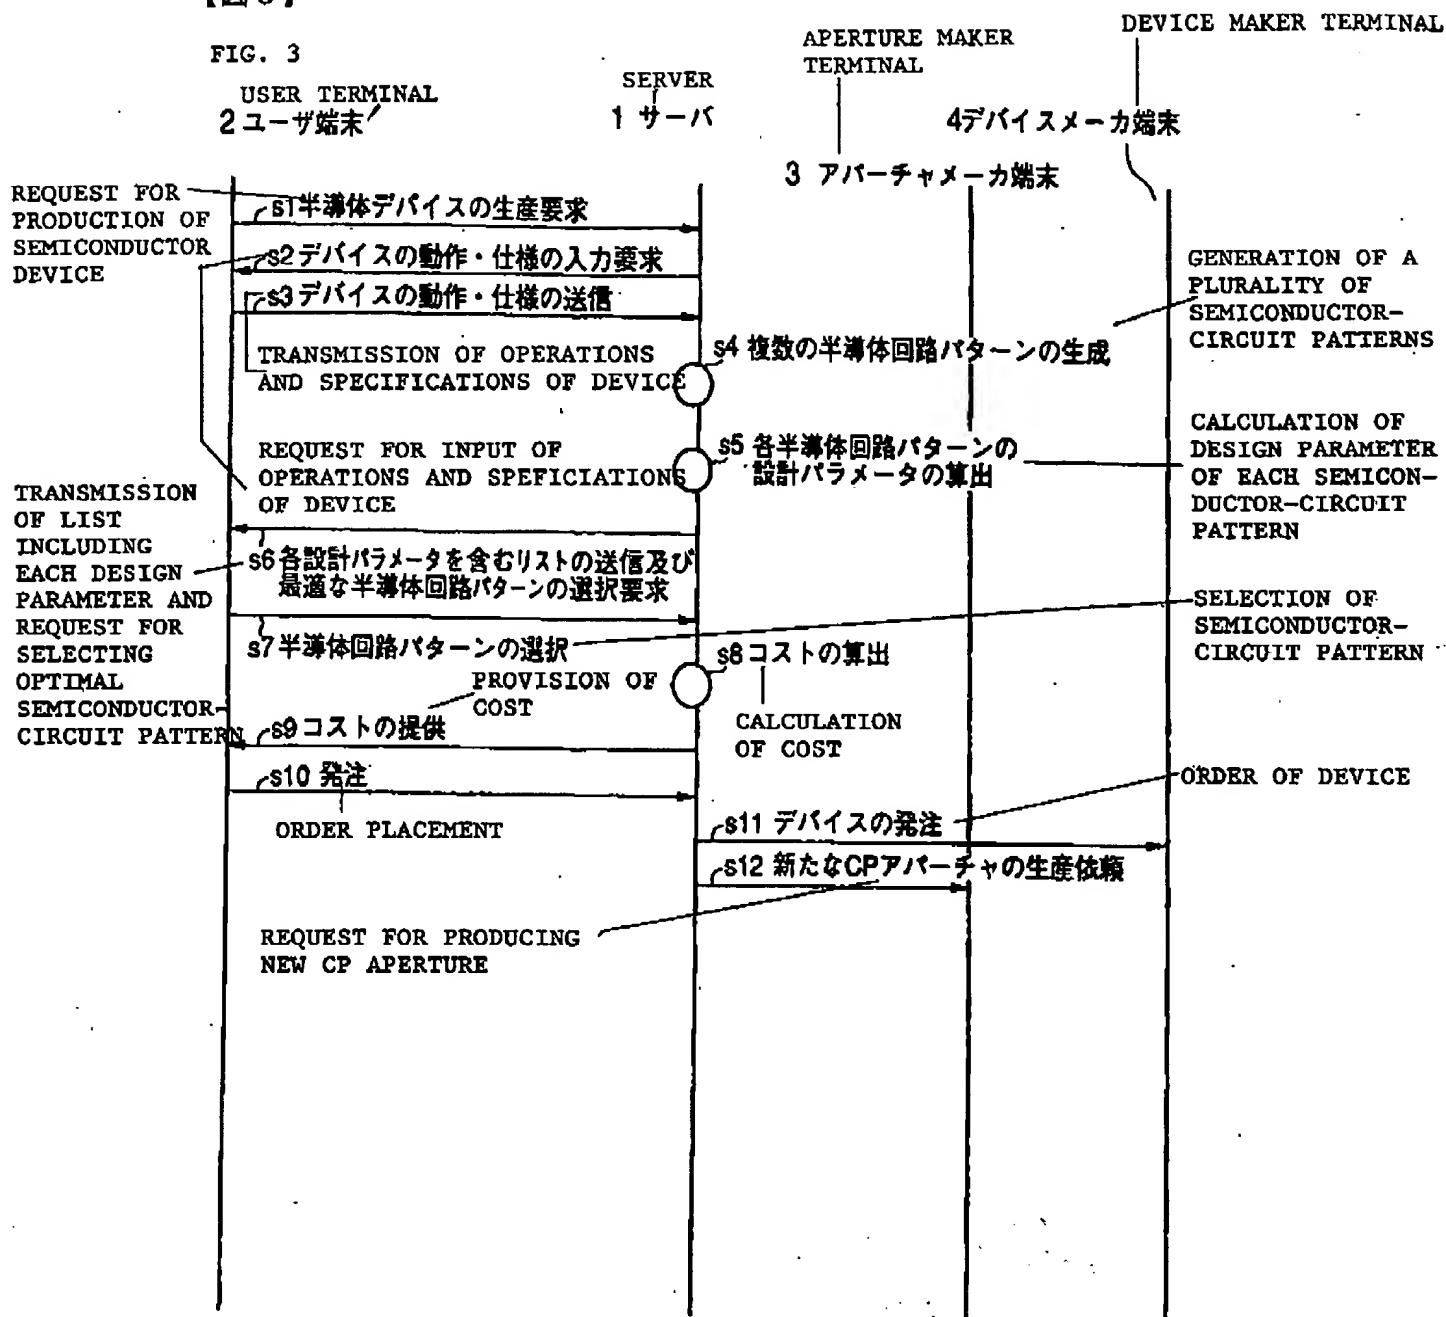 【図3】
FIG. 3
USER TERMINAL
2 ユーザ端末
SERVER
1 サーバ
APERTURE MAKER
TERMINAL
3 アパーチャメーカ端末
DEVICE MAKER TERMINAL
4デバイスメーカ端末
REQUEST FOR
PRODUCTION OF
SEMICONDUCTOR
DEVICE
s1半導体デバイスの生産要求
s2デバイスの動作・仕様の入力要求
s3デバイスの動作・仕様の送信
TRANSMISSION OF OPERATIONS
AND SPECIFICATIONS OF DEVICE
s4 複数の半導体回路パターンの生成
GENERATION OF A
PLURALITY OF
SEMICONDUCTOR-
CIRCUIT PATTERNS
REQUEST FOR INPUT OF
OPERATIONS AND SPEFICIATIONS
OF DEVICE
s5 各半導体回路パターンの
設計パラメータの算出
CALCULATION OF
DESIGN PARAMETER
OF EACH SEMICON-
DUCTOR-CIRCUIT
PATTERN
TRANSMISSION
OF LIST
INCLUDING
EACH DESIGN
PARAMETER AND
REQUEST FOR
SELECTING
OPTIMAL
SEMICONDUCTOR-
CIRCUIT PATTERN
s6 各設計パラメータを含むリストの送信及び
最適な半導体回路パターンの選択要求
s7 半導体回路パターンの選択
SELECTION OF
SEMICONDUCTOR-
CIRCUIT PATTERN
s8コストの算出
CALCULATION
OF COST
PROVISION OF
COST
s9コストの提供
s10 発注
ORDER PLACEMENT
s11 デバイスの発注
ORDER OF DEVICE
s12 新たなCPアパーチャの生産依頼
REQUEST FOR PRODUCING
NEW CP APERTURE